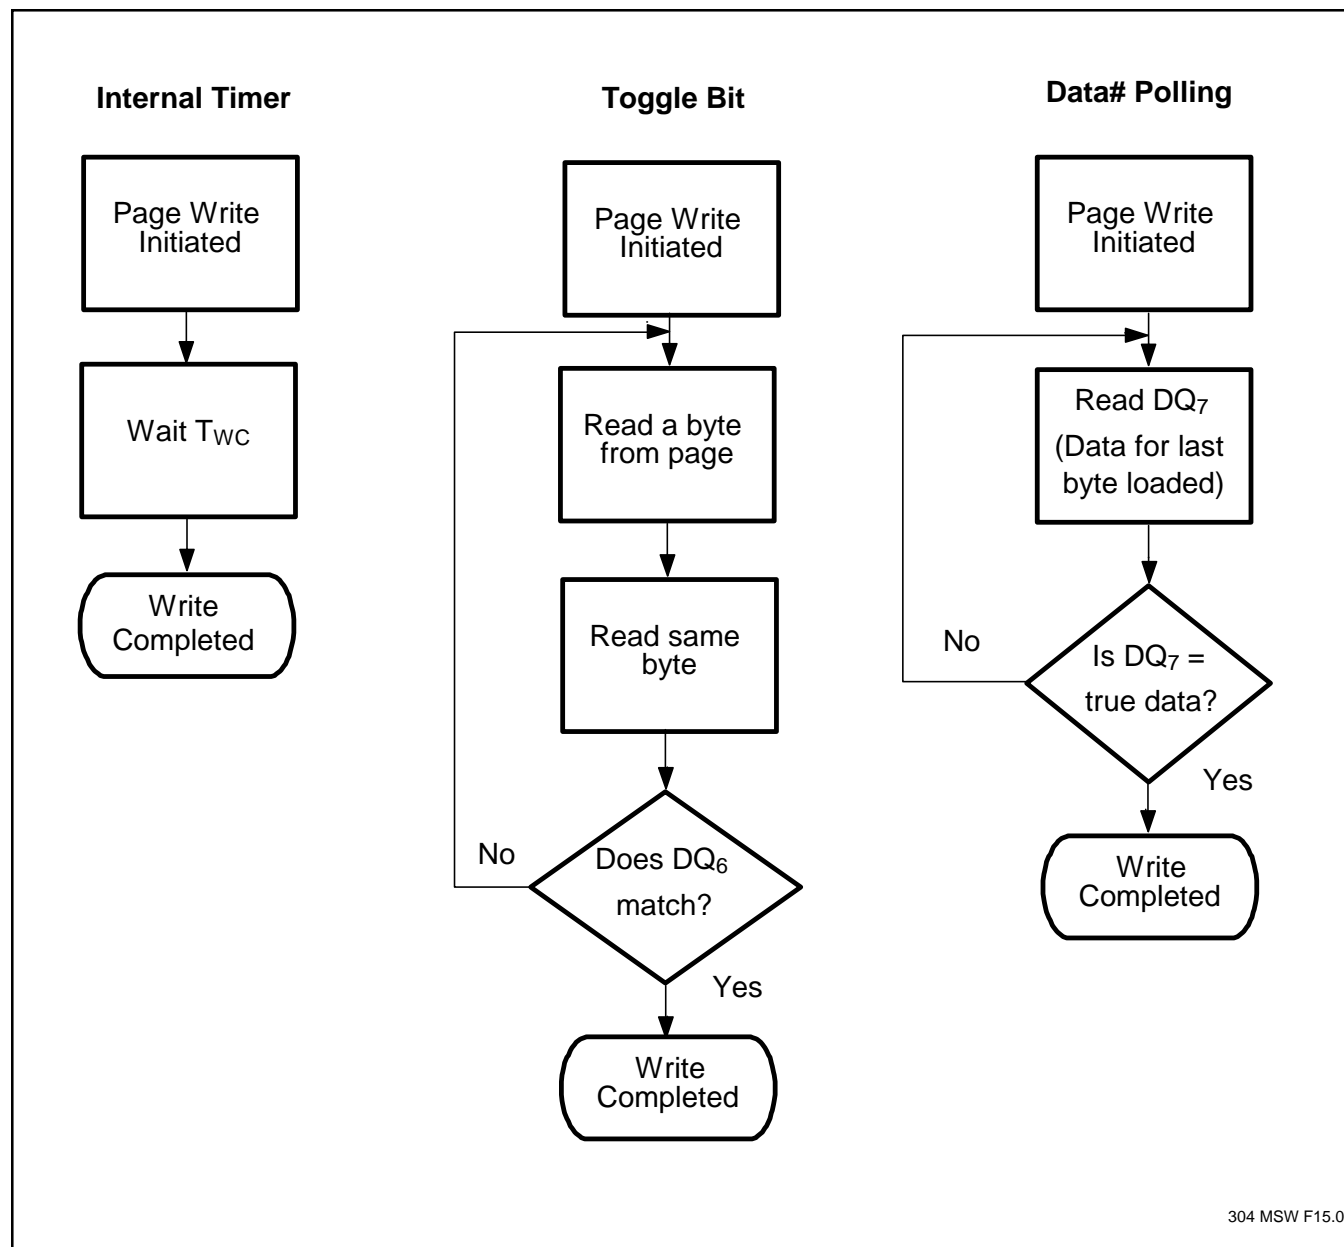 Internal Timer
Page Write
Initiated
Wait TWC
Write
Completed
Toggle Bit
Page Write
Initiated
Read a byte
from page
Read same
byte
No
Does DQ6
match?
Yes
Write
Completed
Data# Polling
Page Write
Initiated
Read DQ7
(Data for last
byte loaded)
No
Is DQ7 =
true data?
Yes
Write
Completed
304 MSW F15.0